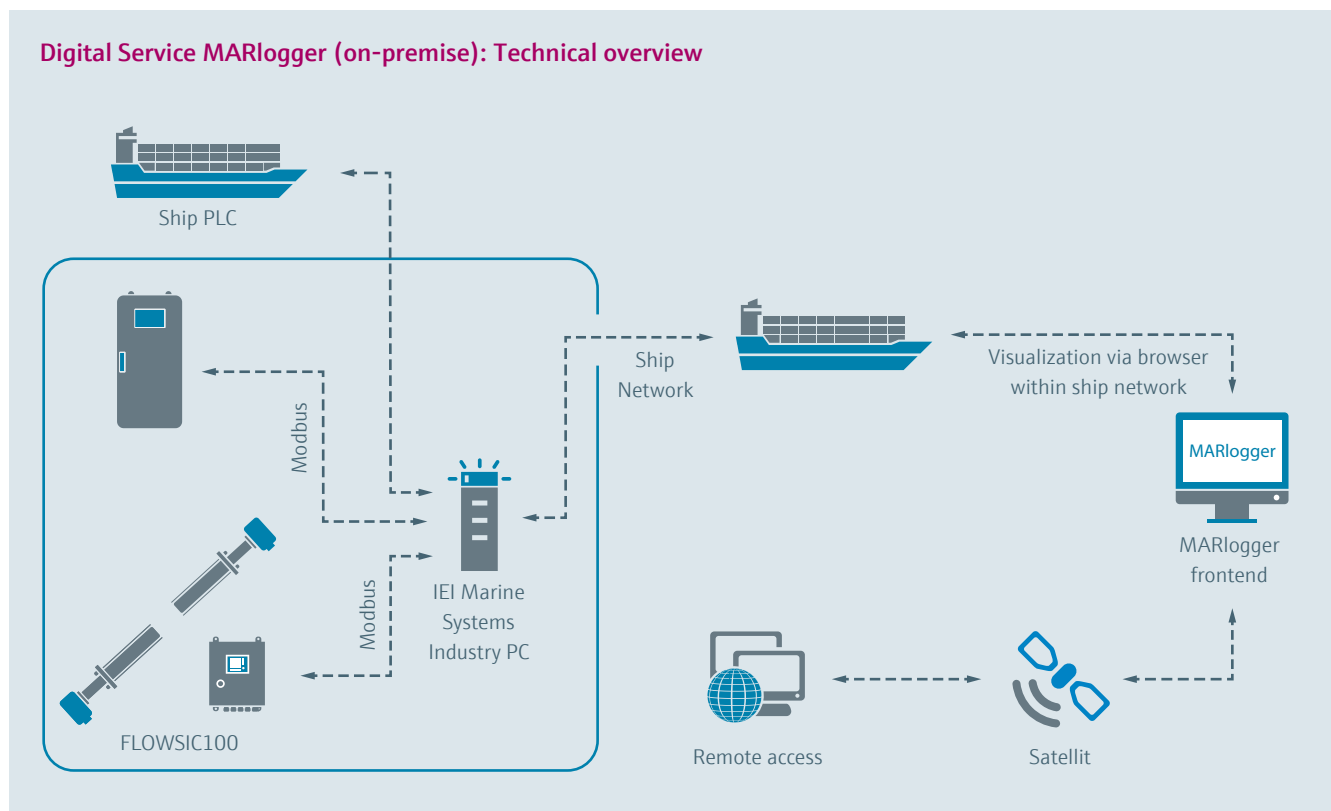 Digital Service MARlogger (on-premise): Technical overview
Ship PLC
Modbus
Ship
Network
Visualization via browser
within ship network
MARlogger
MARlogger
frontend
Modbus
IEI Marine
Systems
Industry PC
FLOWSIC100
Remote access
Satellit